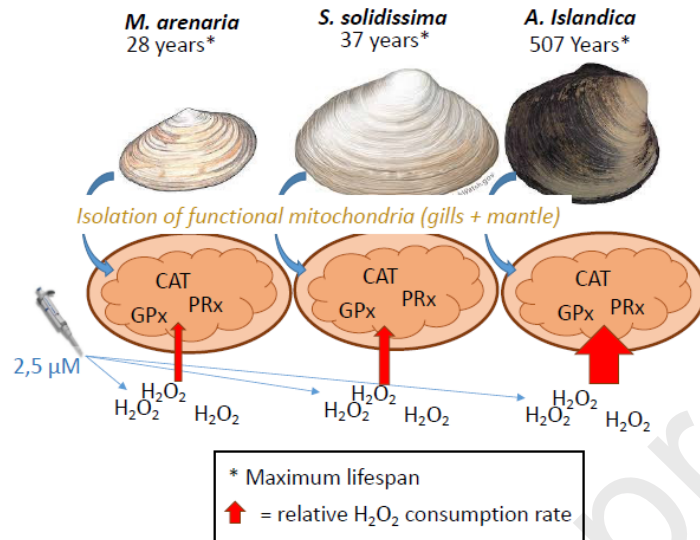 M. arenaria S. solidissima A. Islandica
28 years* 37 years* 507 Years*
Isolation of functional mitochondria (gills + mantle)
CAT CAT CAT
GPx PRx GPx PRx GPx PRx
2,5 µM
H₂O₂ H₂O₂ H₂O₂
H₂O₂ H₂O₂ H₂O₂ H₂O₂ H₂O₂ H₂O₂
* Maximum lifespan
= relative H₂O₂ consumption rate